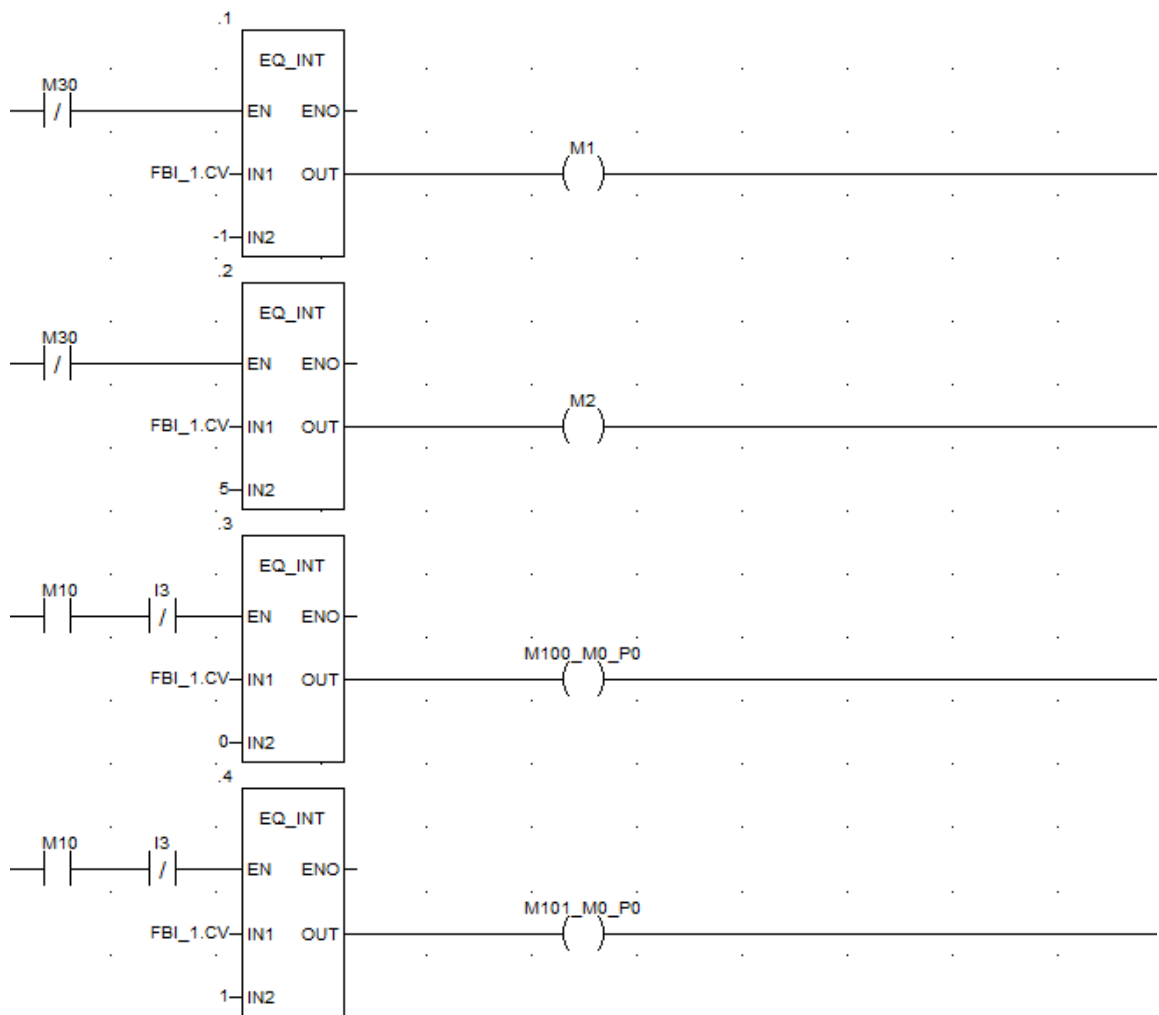 .1
EQ_INT
M30
/
EN ENO
M1
FBI_1.CV IN1 OUT
-1 IN2
.2
EQ_INT
M30
/
EN ENO
M2
FBI_1.CV IN1 OUT
5 IN2
.3
EQ_INT
M10 I3
/
EN ENO
M100_M0_P0
FBI_1.CV IN1 OUT
0 IN2
.4
EQ_INT
M10 I3
/
EN ENO
M101_M0_P0
FBI_1.CV IN1 OUT
1 IN2